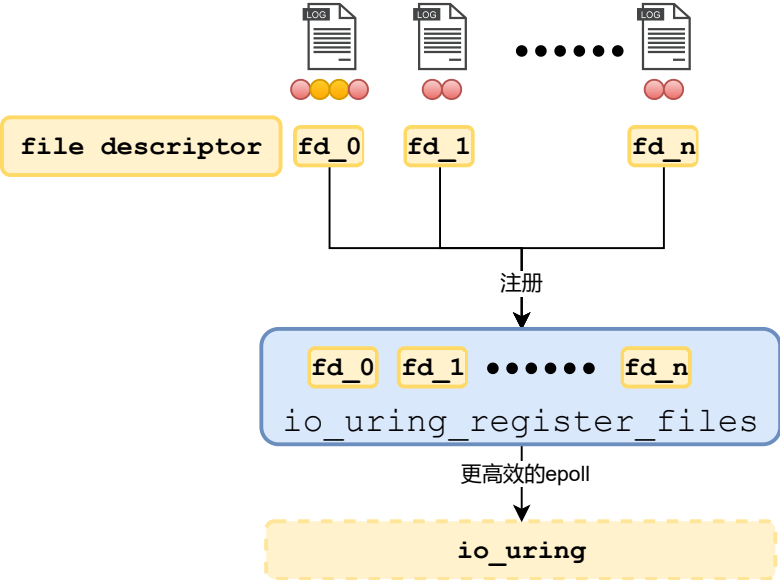 LOG LOG LOG
file descriptor fd_0 fd_1 fd_n
注册
fd_0 fd_1 fd_n
io_uring_register_files
更高效的epoll
io_uring